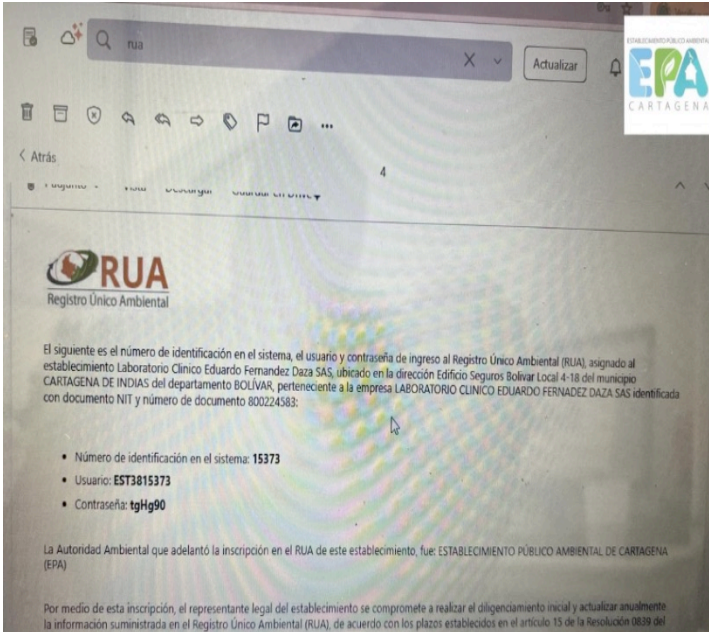 rua
Actualizar
ESTABLECIMIENTO PÚBLICO AMBIENTAL
EPA
CARTAGENA
< Atrás
4
RUA
Registro Único Ambiental
El siguiente es el número de identificación en el sistema, el usuario y contraseña de ingreso al Registro Único Ambiental (RUA), asignado al
establecimiento Laboratorio Clinico Eduardo Fernandez Daza SAS, ubicado en la dirección Edificio Seguros Bolivar Local 4-18 del municipio
CARTAGENA DE INDIAS del departamento BOLÍVAR, perteneciente a la empresa LABORATORIO CLINICO EDUARDO FERNADEZ DAZA SAS identificada
con documento NIT y número de documento 800224583:
• Número de identificación en el sistema: 15373
• Usuario: EST3815373
• Contraseña: tgHg90
La Autoridad Ambiental que adelantó la inscripción en el RUA de este establecimiento, fue: ESTABLECIMIENTO PÚBLICO AMBIENTAL DE CARTAGENA
(EPA)
Por medio de esta inscripción, el representante legal del establecimiento se compromete a realizar el diligenciamiento inicial y actualizar anualmente
la información suministrada en el Registro Único Ambiental (RUA), de acuerdo con los plazos establecidos en el artículo 15 de la Resolución 0839 del